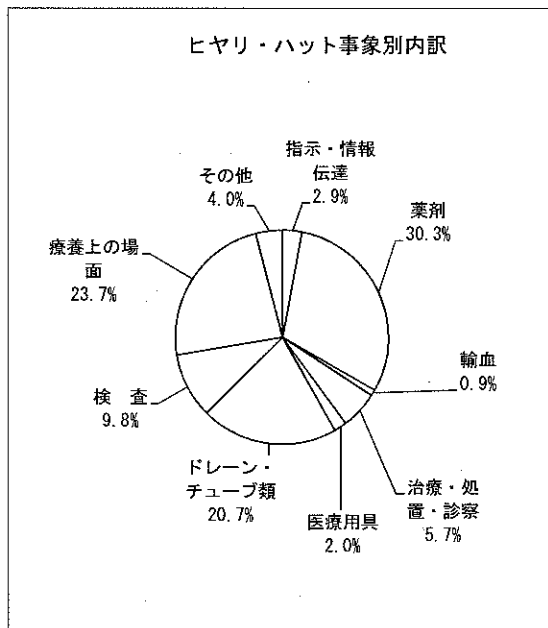 ヒヤリ・ハット事象別内訳
指示・情報
伝達
2.9%
薬剤
30.3%
輸血
0.9%
治療・処
置・診察
5.7%
医療用具
2.0%
ドレーン・
チューブ類
20.7%
検　査
9.8%
療養上の場
面
23.7%
その他
4.0%